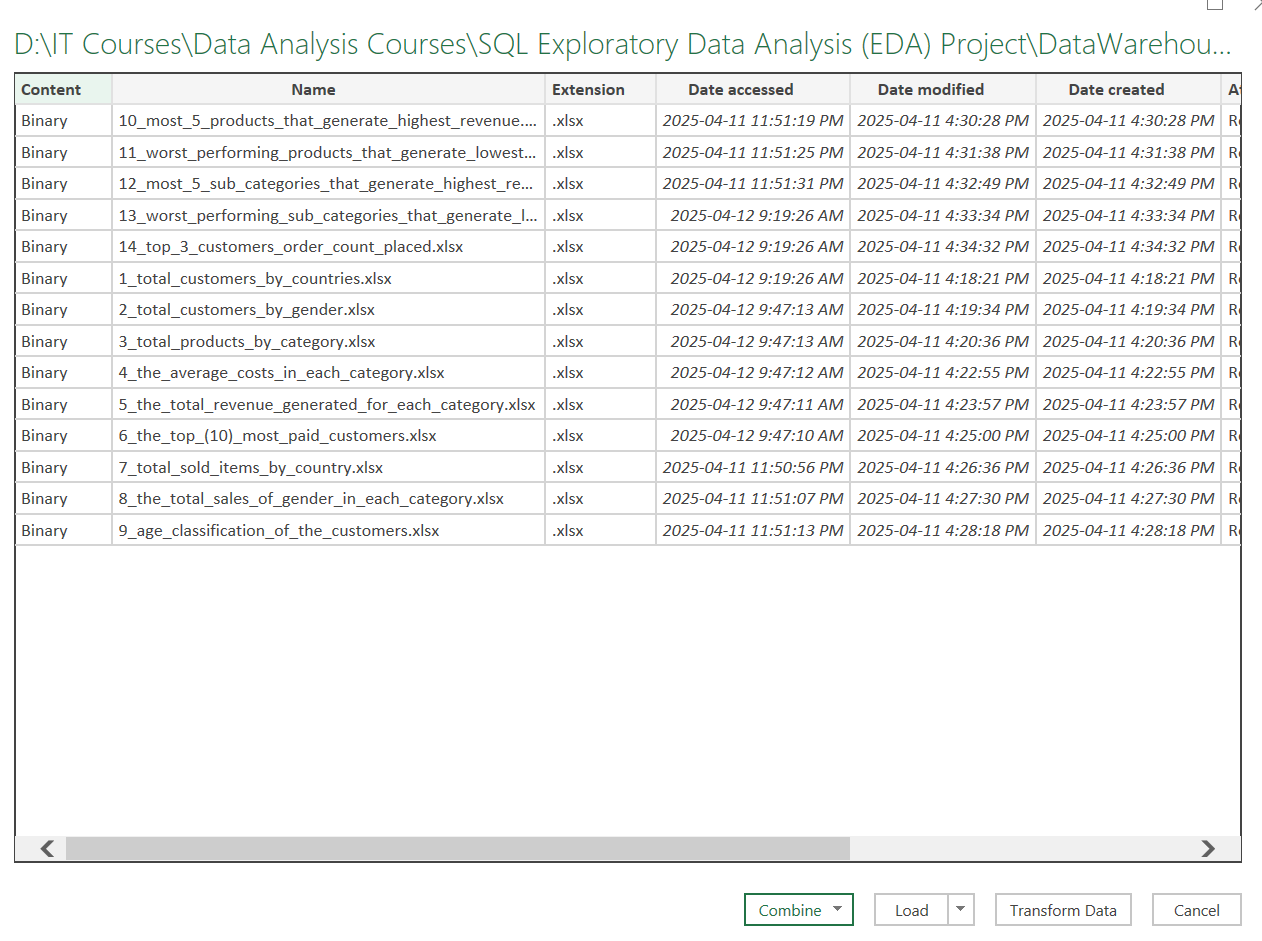 D:\IT Courses\Data Analysis Courses\SQL Exploratory Data Analysis (EDA) Project\DataWarehou...
Content Name Extension Date accessed Date modified Date created
Binary 10_most_5_products_that_generate_highest_revenue.... .xlsx 2025-04-11 11:51:19 PM 2025-04-11 4:30:28 PM 2025-04-11 4:30:28 PM
Binary 11_worst_performing_products_that_generate_lowest... .xlsx 2025-04-11 11:51:25 PM 2025-04-11 4:31:38 PM 2025-04-11 4:31:38 PM
Binary 12_most_5_sub_categories_that_generate_highest_re... .xlsx 2025-04-11 11:51:31 PM 2025-04-11 4:32:49 PM 2025-04-11 4:32:49 PM
Binary 13_worst_performing_sub_categories_that_generate_l... .xlsx 2025-04-12 9:19:26 AM 2025-04-11 4:33:34 PM 2025-04-11 4:33:34 PM
Binary 14_top_3_customers_order_count_placed.xlsx .xlsx 2025-04-12 9:19:26 AM 2025-04-11 4:34:32 PM 2025-04-11 4:34:32 PM
Binary 1_total_customers_by_countries.xlsx .xlsx 2025-04-12 9:19:26 AM 2025-04-11 4:18:21 PM 2025-04-11 4:18:21 PM
Binary 2_total_customers_by_gender.xlsx .xlsx 2025-04-12 9:47:13 AM 2025-04-11 4:19:34 PM 2025-04-11 4:19:34 PM
Binary 3_total_products_by_category.xlsx .xlsx 2025-04-12 9:47:13 AM 2025-04-11 4:20:36 PM 2025-04-11 4:20:36 PM
Binary 4_the_average_costs_in_each_category.xlsx .xlsx 2025-04-12 9:47:12 AM 2025-04-11 4:22:55 PM 2025-04-11 4:22:55 PM
Binary 5_the_total_revenue_generated_for_each_category.xlsx .xlsx 2025-04-12 9:47:11 AM 2025-04-11 4:23:57 PM 2025-04-11 4:23:57 PM
Binary 6_the_top_(10)_most_paid_customers.xlsx .xlsx 2025-04-12 9:47:10 AM 2025-04-11 4:25:00 PM 2025-04-11 4:25:00 PM
Binary 7_total_sold_items_by_country.xlsx .xlsx 2025-04-11 11:50:56 PM 2025-04-11 4:26:36 PM 2025-04-11 4:26:36 PM
Binary 8_the_total_sales_of_gender_in_each_category.xlsx .xlsx 2025-04-11 11:51:07 PM 2025-04-11 4:27:30 PM 2025-04-11 4:27:30 PM
Binary 9_age_classification_of_the_customers.xlsx .xlsx 2025-04-11 11:51:13 PM 2025-04-11 4:28:18 PM 2025-04-11 4:28:18 PM
Combine Load Transform Data Cancel